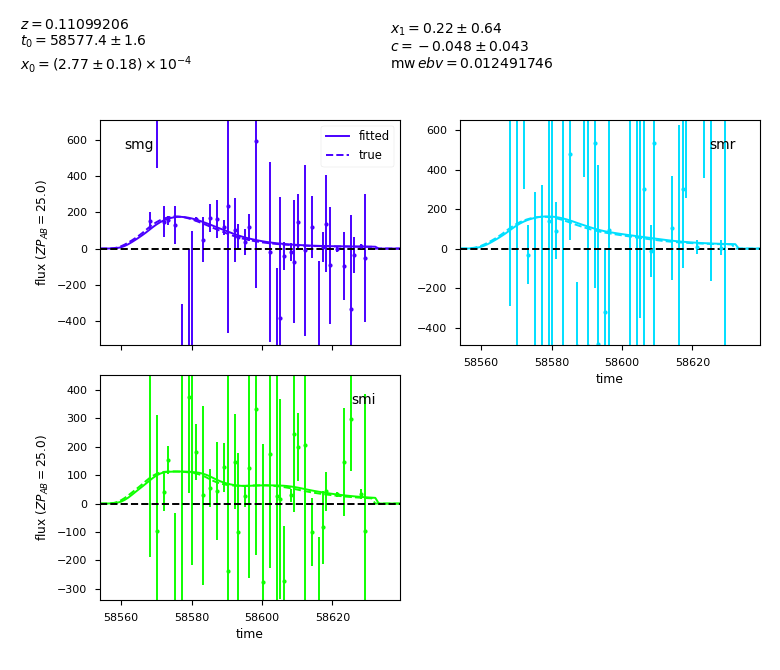 z = 0.11099206
t₀ = 58577.4 ± 1.6
x₀ = (2.77 ± 0.18) × 10⁻⁴
x₁ = 0.22 ± 0.64
c = −0.048 ± 0.043
mw ebv = 0.012491746
smg
fitted
true
600
400
200
0
−200
−400
flux (ZP_AB = 25.0)
smr
600
400
200
0
−200
−400
58560 58580 58600 58620
time
smi
400
300
200
100
0
−100
−200
−300
flux (ZP_AB = 25.0)
58560 58580 58600 58620
time